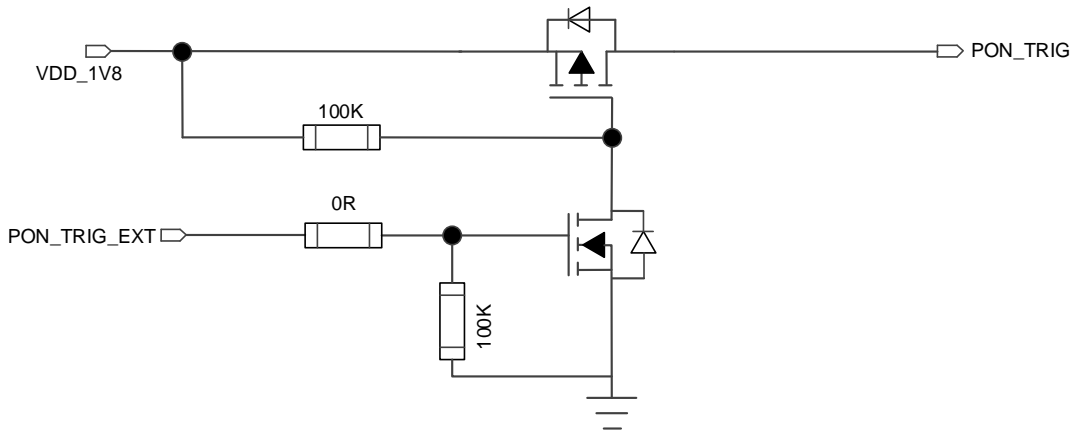 PON_TRIG
VDD_1V8
100K
0R
PON_TRIG_EXT
100K